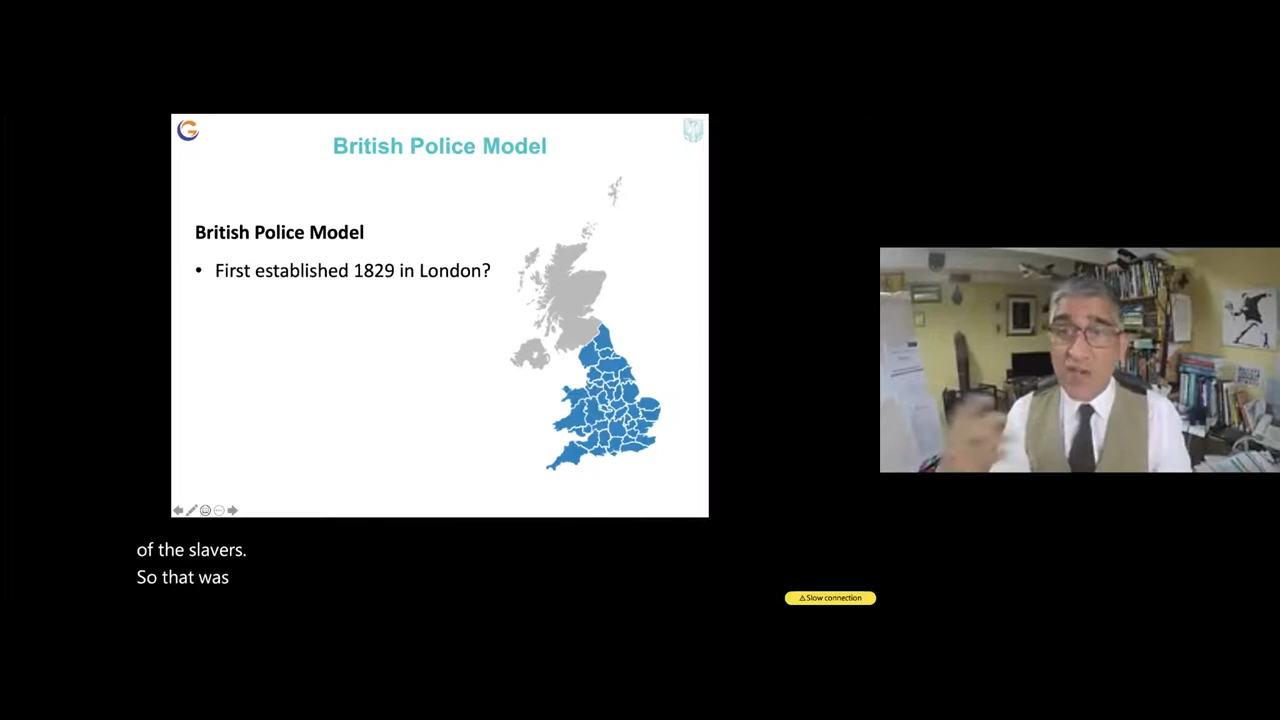 British Police Model
British Police Model
• First established 1829 in London?
of the slavers.
So that was
⚠Slow connection